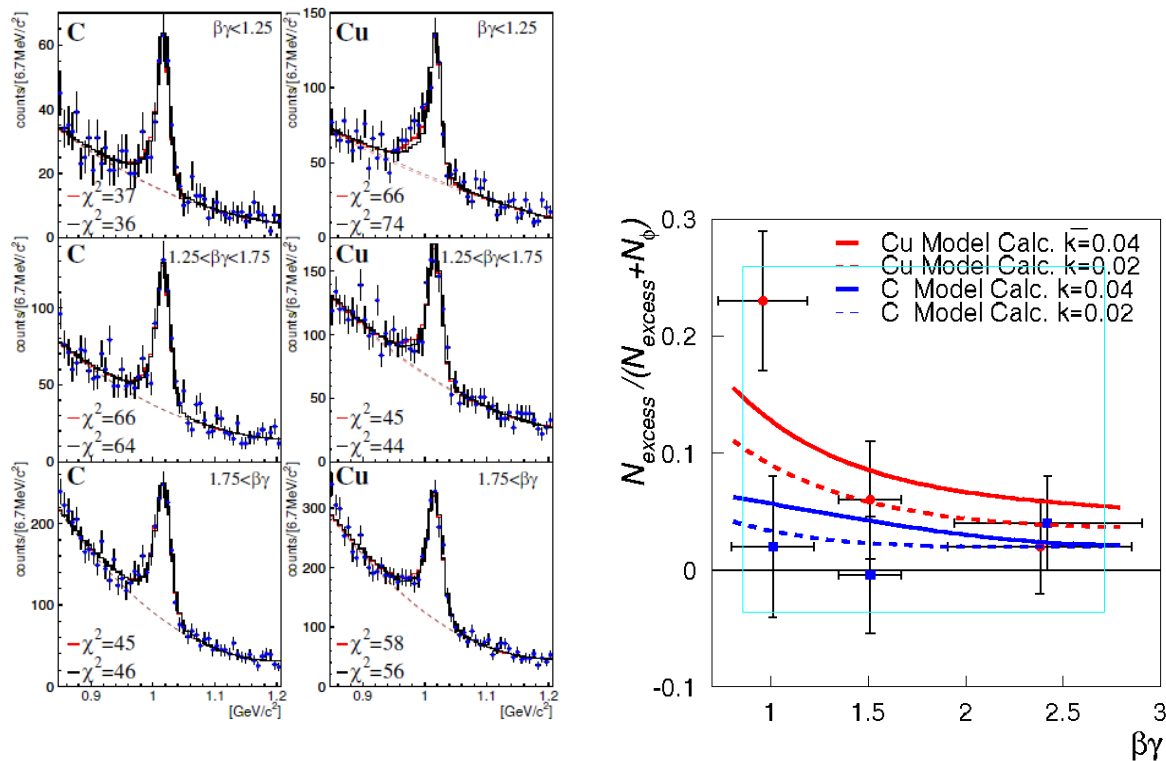 C
βγ<1.25
counts/[6.7MeV/c²]
60
40
20
0
χ²=37
χ²=36
Cu
βγ<1.25
counts/[6.7MeV/c²]
150
100
50
0
χ²=66
χ²=74
C
1.25<βγ<1.75
counts/[6.7MeV/c²]
100
50
0
χ²=66
χ²=64
Cu
1.25<βγ<1.75
counts/[6.7MeV/c²]
150
100
50
0
χ²=45
χ²=44
C
1.75<βγ
counts/[6.7MeV/c²]
200
100
0
χ²=45
χ²=46
0.9 1 1.1 1.2
[GeV/c²]
Cu
1.75<βγ
counts/[6.7MeV/c²]
300
200
100
0
χ²=58
χ²=56
0.9 1 1.1 1.2
[GeV/c²]
N_excess/(N_excess+N_φ)
0.3
0.2
0.1
0
-0.1
Cu Model Calc. k=0.04
Cu Model Calc. k=0.02
C Model Calc. k=0.04
C Model Calc. k=0.02
1 1.5 2 2.5 3
βγ